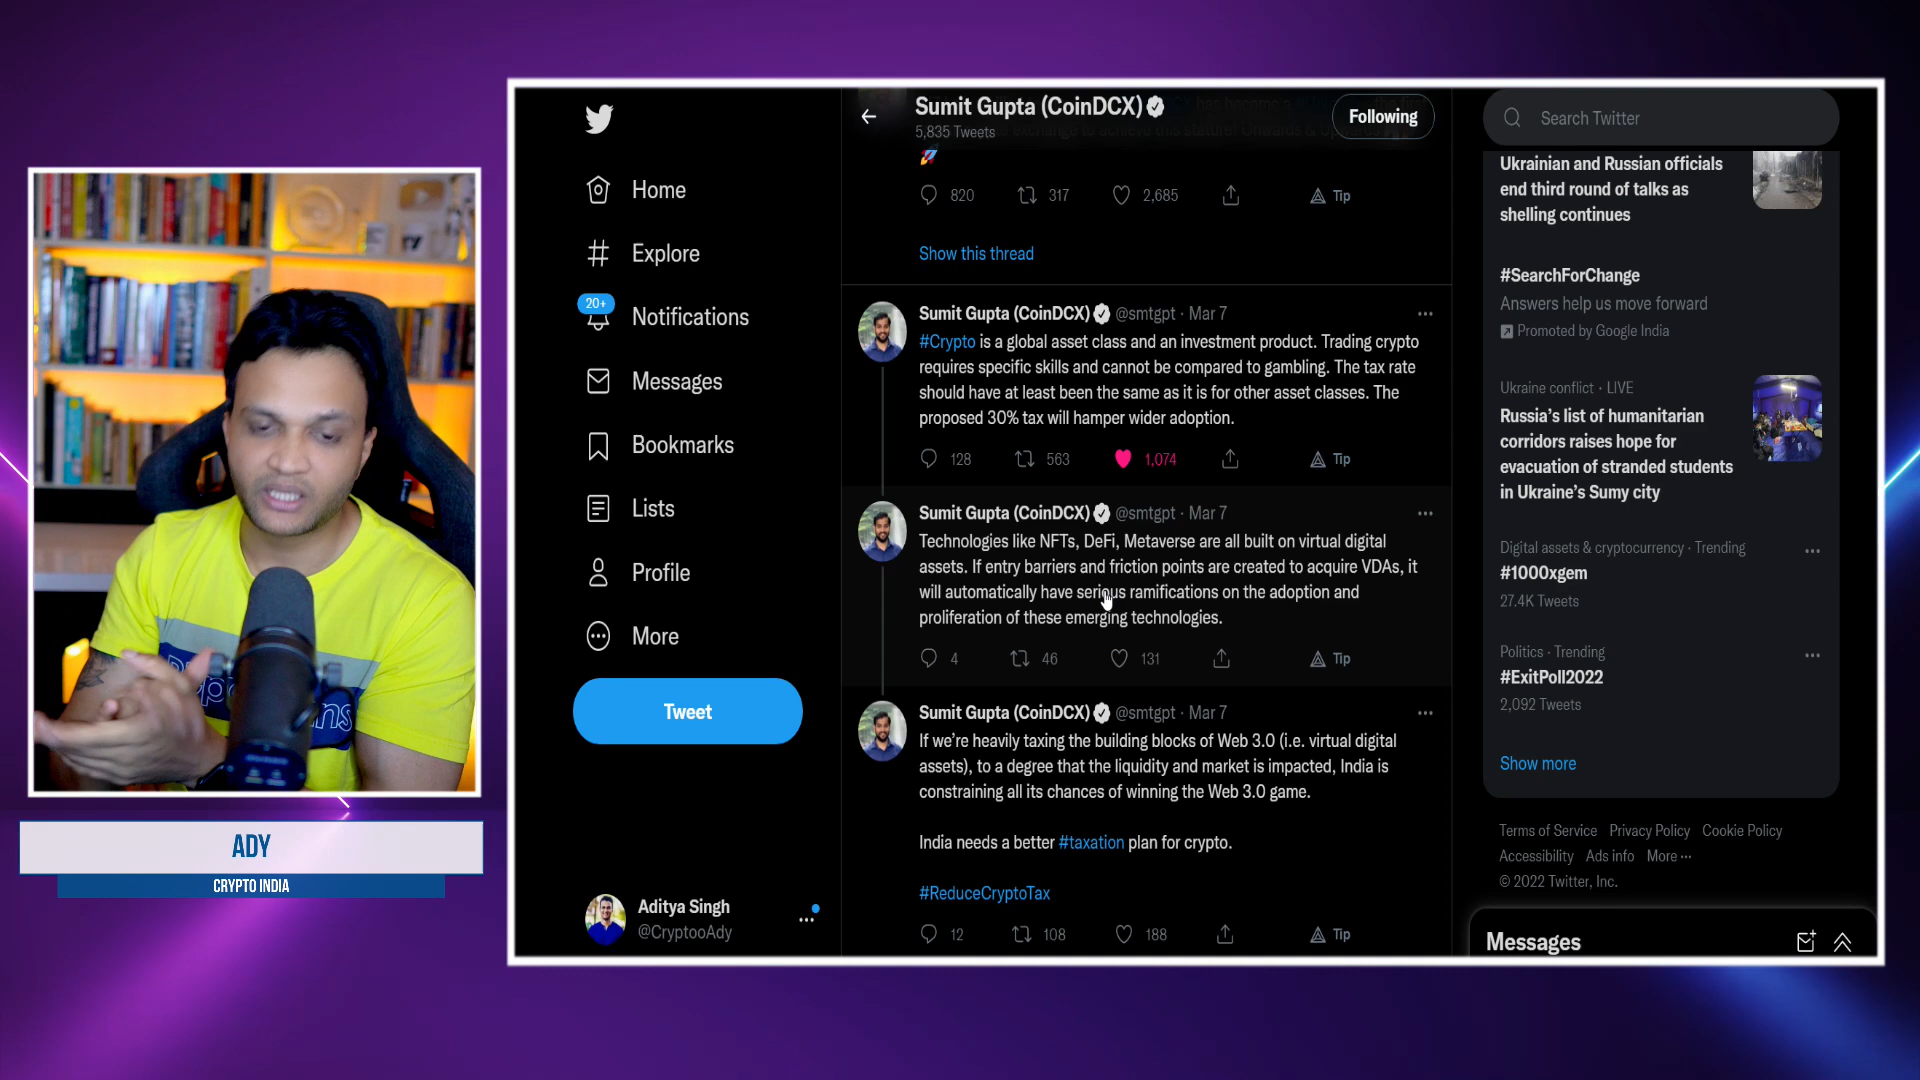 Sumit Gupta (CoinDCX)
5,835 Tweets
Following
820
317
2,685
Tip
Show this thread
Sumit Gupta (CoinDCX) @smtgpt · Mar 7
#Crypto is a global asset class and an investment product. Trading crypto
requires specific skills and cannot be compared to gambling. The tax rate
should have at least been the same as it is for other asset classes. The
proposed 30% tax will hamper wider adoption.
128
563
1,074
Tip
Sumit Gupta (CoinDCX) @smtgpt · Mar 7
Technologies like NFTs, DeFi, Metaverse are all built on virtual digital
assets. If entry barriers and friction points are created to acquire VDAs, it
will automatically have serious ramifications on the adoption and
proliferation of these emerging technologies.
4
46
131
Tip
Sumit Gupta (CoinDCX) @smtgpt · Mar 7
If we're heavily taxing the building blocks of Web 3.0 (i.e. virtual digital
assets), to a degree that the liquidity and market is impacted, India is
constraining all its chances of winning the Web 3.0 game.
India needs a better #taxation plan for crypto.
#ReduceCryptoTax
12
108
188
Tip
Home
Explore
20+
Notifications
Messages
Bookmarks
Lists
Profile
More
Tweet
Aditya Singh
@CryptooAdy
Search Twitter
Ukrainian and Russian officials
end third round of talks as
shelling continues
#SearchForChange
Answers help us move forward
Promoted by Google India
Ukraine conflict · LIVE
Russia's list of humanitarian
corridors raises hope for
evacuation of stranded students
in Ukraine's Sumy city
Digital assets & cryptocurrency · Trending
#1000xgem
27.4K Tweets
Politics · Trending
#ExitPoll2022
2,092 Tweets
Show more
Terms of Service Privacy Policy Cookie Policy
Accessibility Ads info More ···
© 2022 Twitter, Inc.
Messages
ADY
CRYPTO INDIA